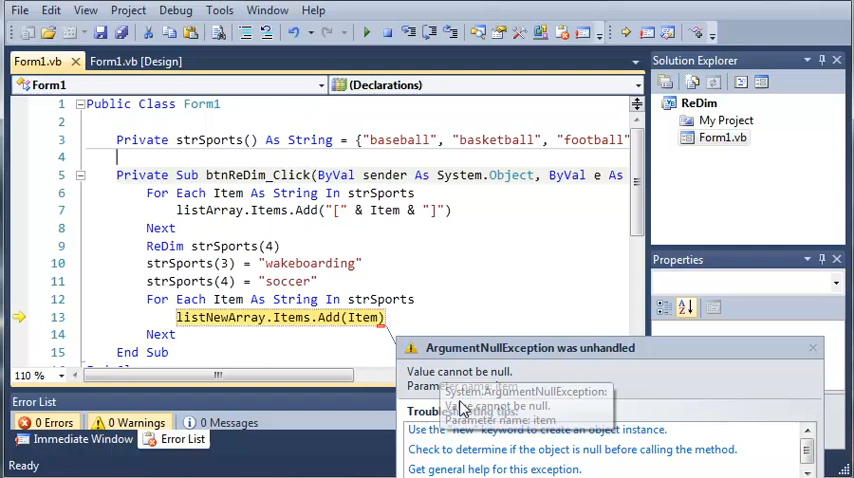 File Edit View Project Debug Tools Window Help
Form1.vb Form1.vb [Design]
Form1 (Declarations)
1 Public Class Form1
2
3 Private strSports() As String = {"baseball", "basketball", "football"
4
5 Private Sub btnReDim_Click(ByVal sender As System.Object, ByVal e As
6 For Each Item As String In strSports
7 listArray.Items.Add("[" & Item & "]")
8 Next
9 ReDim strSports(4)
10 strSports(3) = "wakeboarding"
11 strSports(4) = "soccer"
12 For Each Item As String In strSports
13 listNewArray.Items.Add(Item)
14 Next
15 End Sub
110 %
Error List
0 Errors 0 Warnings 0 Messages
Immediate Window Error List
Ready
Solution Explorer
ReDim
My Project
Form1.vb
Properties
ArgumentNullException was unhandled
Value cannot be null.
Parameter name: item
System.ArgumentNullException:
Value cannot be null.
Parameter name: item
Troubleshooting tips:
Use the "new" keyword to create an object instance.
Check to determine if the object is null before calling the method.
Get general help for this exception.